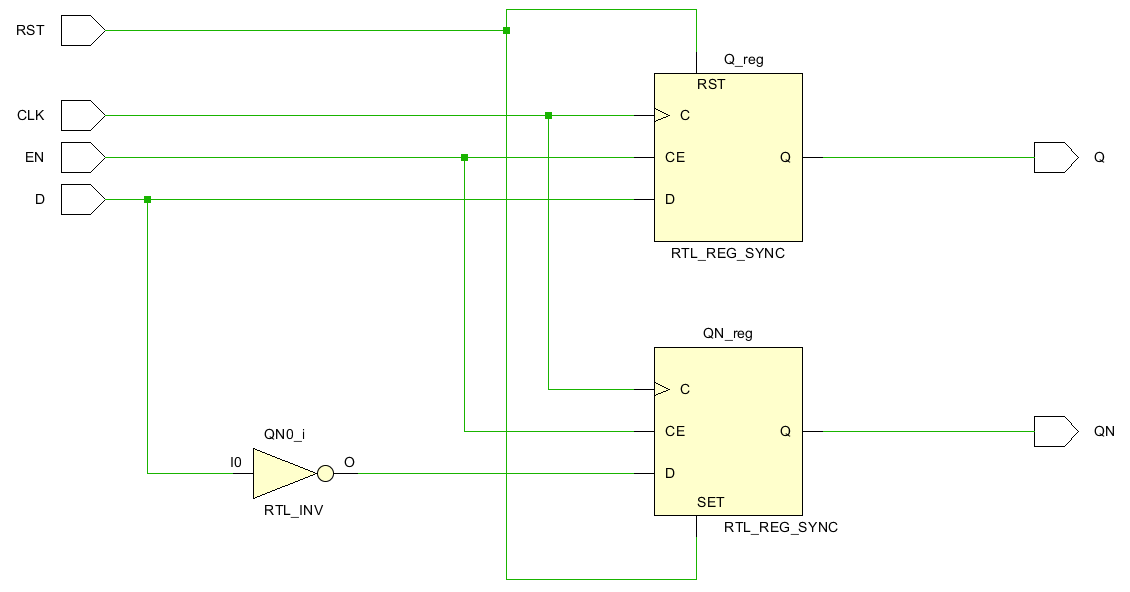 RST
Q_reg
RST
CLK
C
EN
CE
Q
Q
D
D
RTL_REG_SYNC
QN_reg
C
QN0_i
CE
Q
QN
I0
O
D
SET
RTL_INV
RTL_REG_SYNC